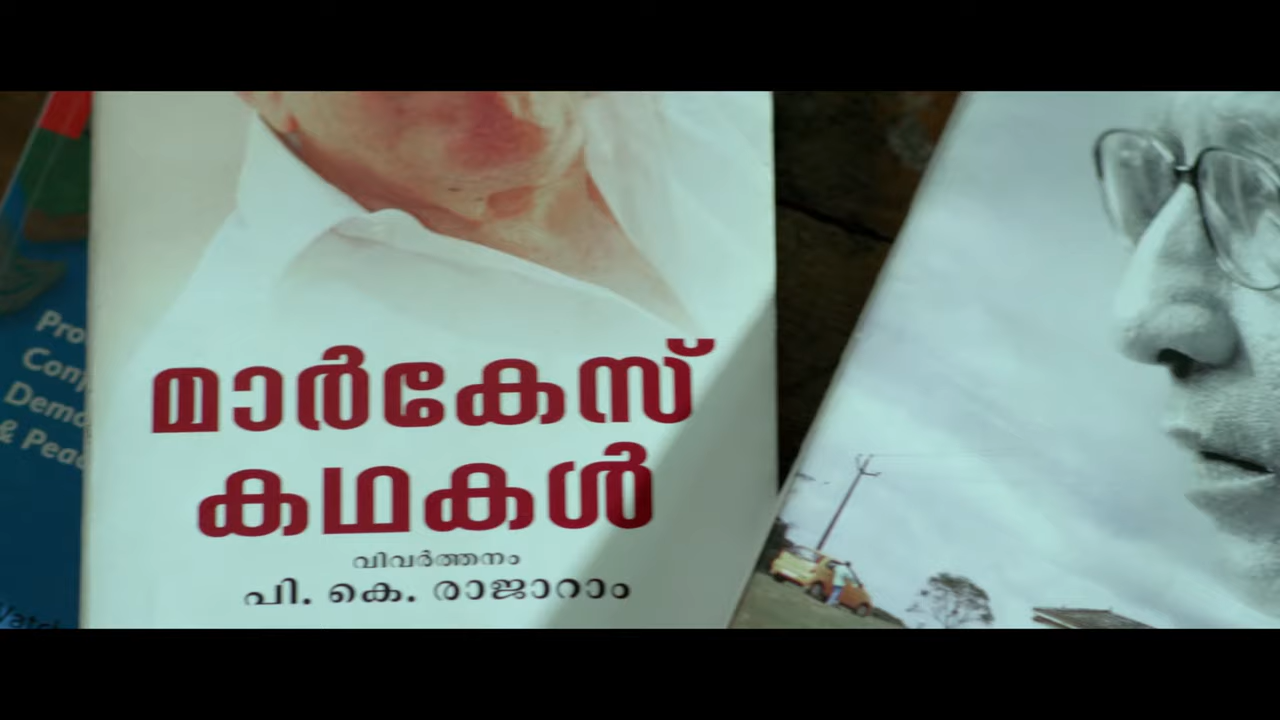 മാർകേസ്
കഥകൾ
വിവർത്തനം
പി. കെ. രാജാറാം
&